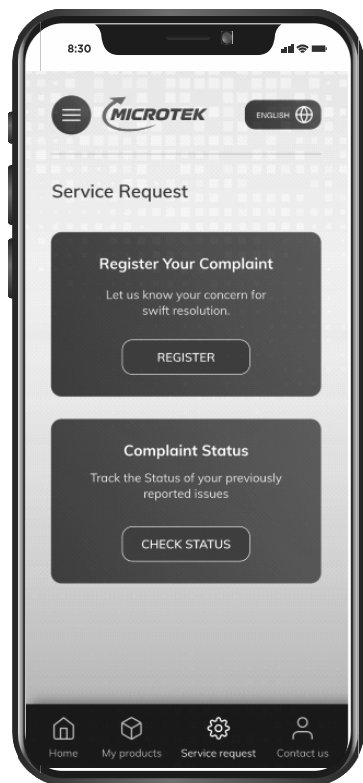 8:30
MICROTEK
ENGLISH
Service Request
Register Your Complaint
Let us know your concern for
swift resolution.
REGISTER
Complaint Status
Track the Status of your previously
reported issues
CHECK STATUS
Home My products Service request Contact us